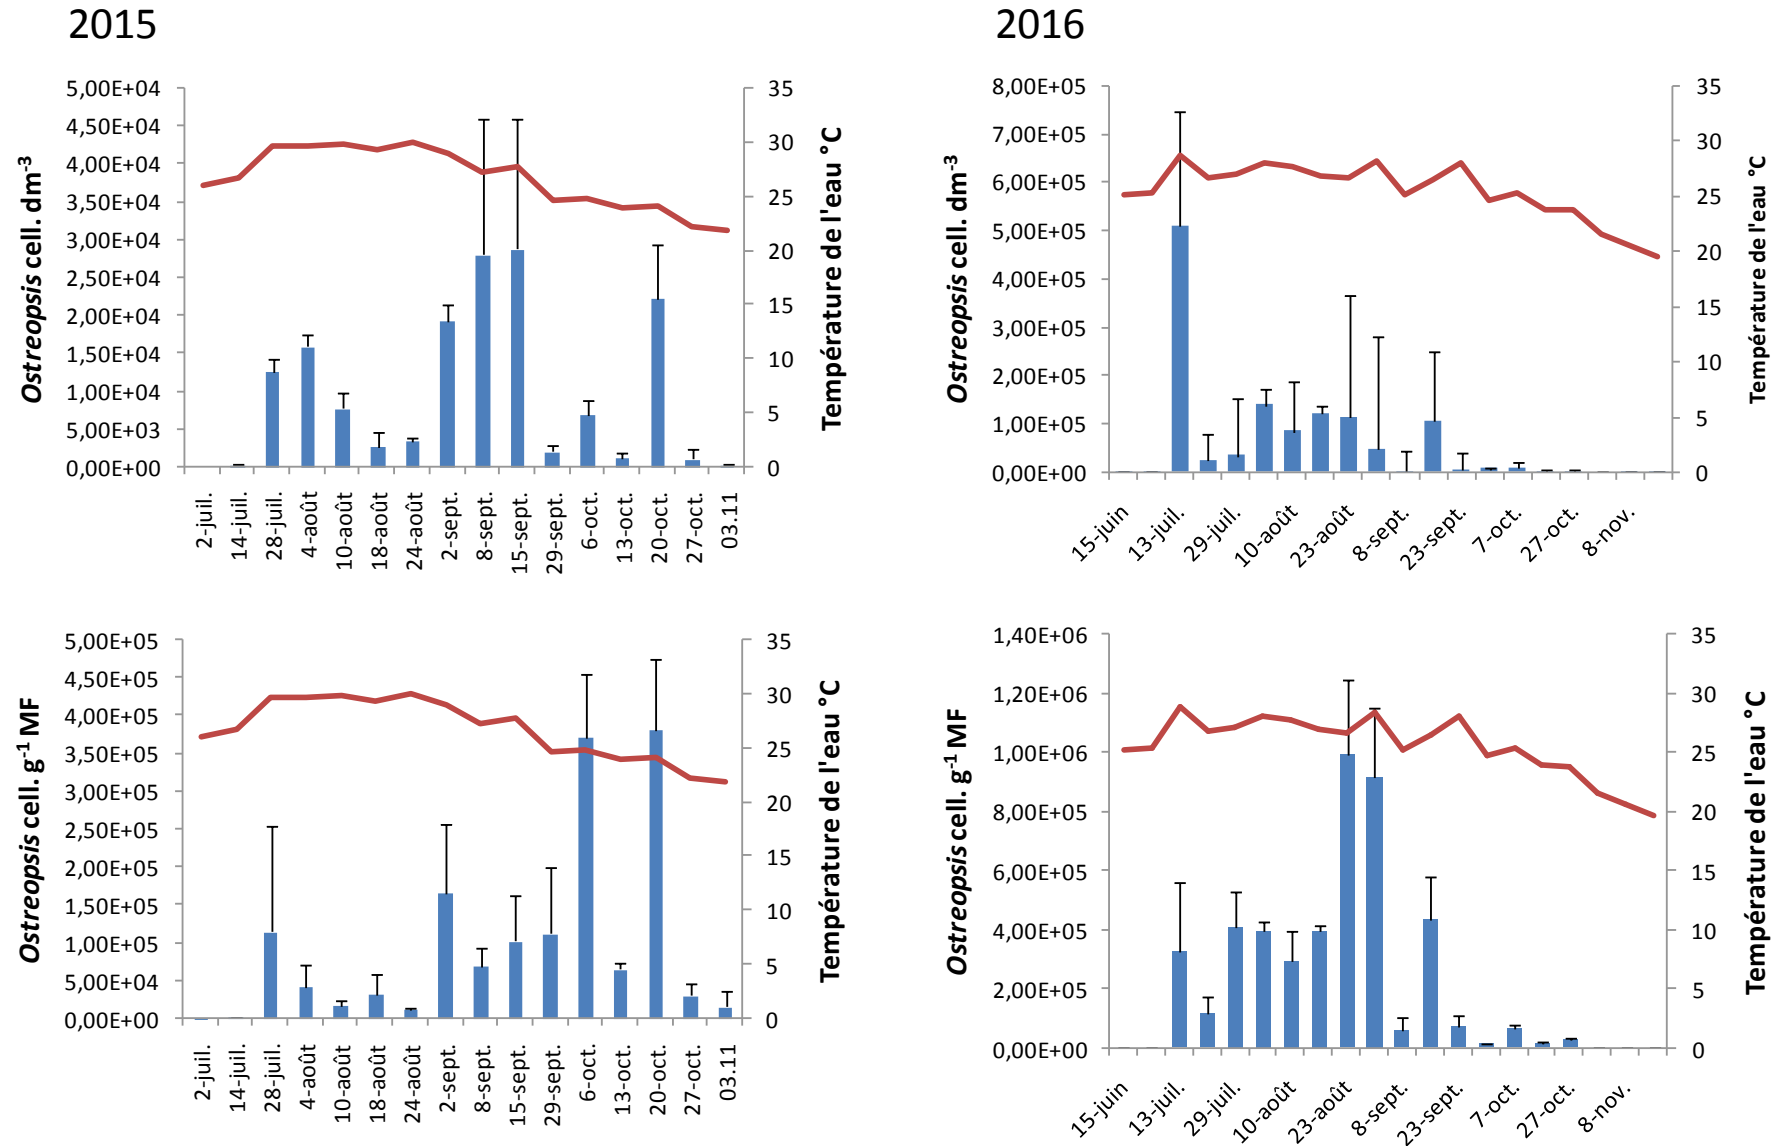 2015
2016
5,00E+04
4,50E+04
4,00E+04
3,50E+04
3,00E+04
2,50E+04
2,00E+04
1,50E+04
1,00E+04
5,00E+03
0,00E+00
Ostreopsis cell. dm-3
35
30
25
20
15
10
5
0
Température de l'eau °C
2-juil.
14-juil.
28-juil.
4-août
10-août
18-août
24-août
2-sept.
8-sept.
15-sept.
29-sept.
6-oct.
13-oct.
20-oct.
27-oct.
03.11
8,00E+05
7,00E+05
6,00E+05
5,00E+05
4,00E+05
3,00E+05
2,00E+05
1,00E+05
0,00E+00
Ostreopsis cell. dm-3
35
30
25
20
15
10
5
0
Température de l'eau °C
15-juin
13-juil.
29-juil.
10-août
23-août
8-sept.
23-sept.
7-oct.
27-oct.
8-nov.
5,00E+05
4,50E+05
4,00E+05
3,50E+05
3,00E+05
2,50E+05
2,00E+05
1,50E+05
1,00E+05
5,00E+04
0,00E+00
Ostreopsis cell. g-1 MF
35
30
25
20
15
10
5
0
Température de l'eau °C
2-juil.
14-juil.
28-juil.
4-août
10-août
18-août
24-août
2-sept.
8-sept.
15-sept.
29-sept.
6-oct.
13-oct.
20-oct.
27-oct.
03.11
1,40E+06
1,20E+06
1,00E+06
8,00E+05
6,00E+05
4,00E+05
2,00E+05
0,00E+00
Ostreopsis cell. g-1 MF
35
30
25
20
15
10
5
0
Température de l'eau °C
15-juin
13-juil.
29-juil.
10-août
23-août
8-sept.
23-sept.
7-oct.
27-oct.
8-nov.